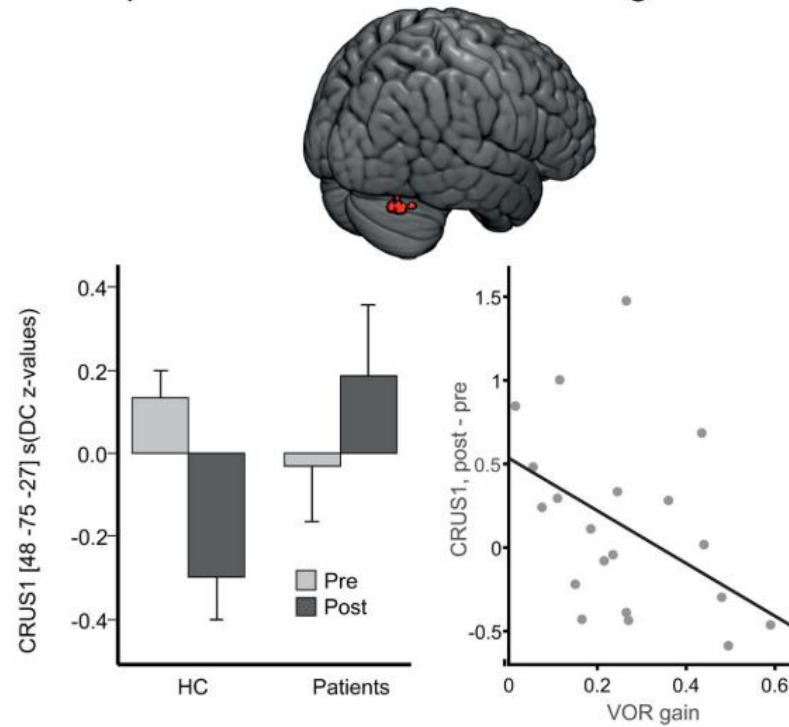 0.4
0.2
0.0
-0.2
-0.4
CRUS1 [48 -75 -27] s(DC z-values)
Pre
Post
HC
Patients
1.5
1
0.5
0
-0.5
CRUS1, post - pre
0
0.2
0.4
0.6
VOR gain